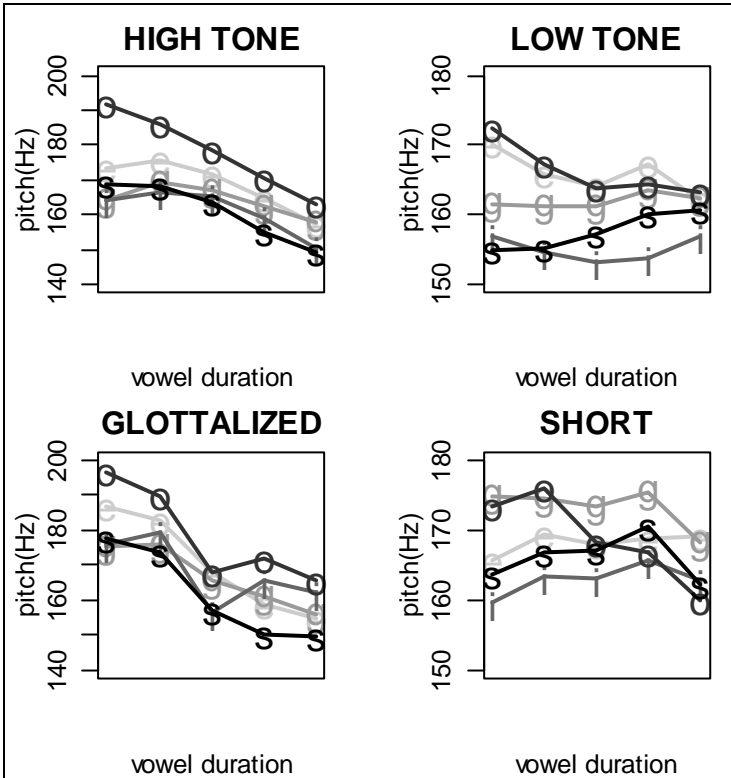 HIGH TONE
pitch(Hz)
140 160 180 200
vowel duration
LOW TONE
pitch(Hz)
150 160 170 180
vowel duration
GLOTTALIZED
pitch(Hz)
140 160 180 200
vowel duration
SHORT
pitch(Hz)
150 160 170 180
vowel duration